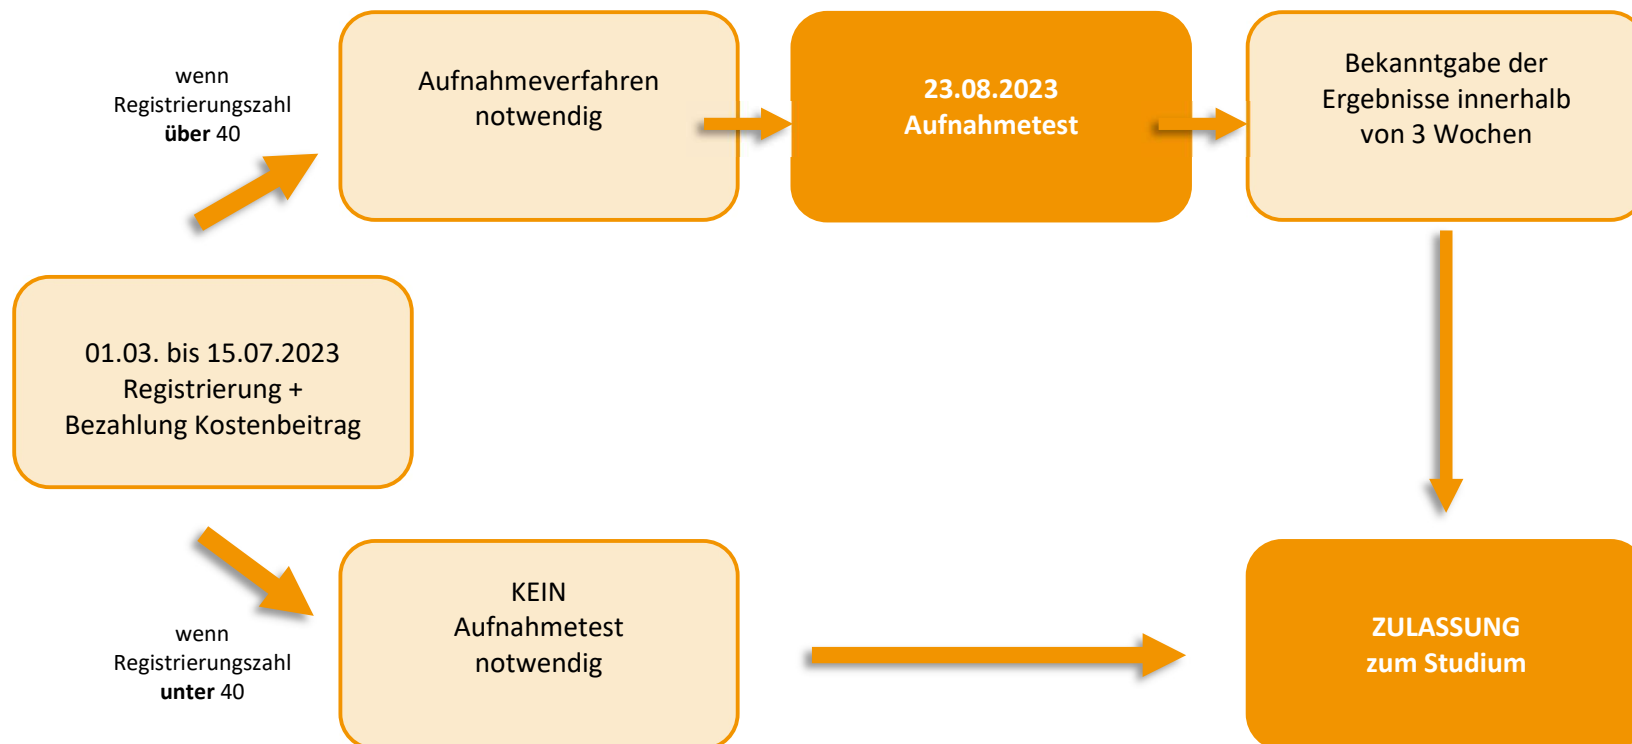 wenn
Registrierungszahl
über 40
Aufnahmeverfahren
notwendig
23.08.2023
Aufnahmetest
Bekanntgabe der
Ergebnisse innerhalb
von 3 Wochen
01.03. bis 15.07.2023
Registrierung +
Bezahlung Kostenbeitrag
wenn
Registrierungszahl
unter 40
KEIN
Aufnahmetest
notwendig
ZULASSUNG
zum Studium